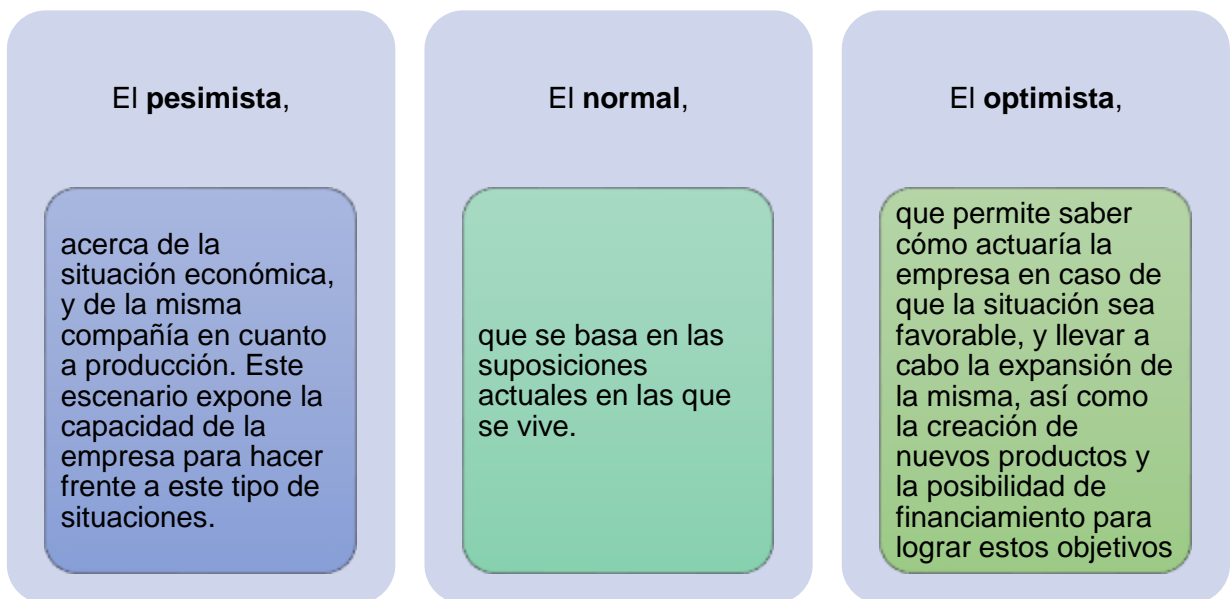 El pesimista,
acerca de la
situación económica,
y de la misma
compañía en cuanto
a producción. Este
escenario expone la
capacidad de la
empresa para hacer
frente a este tipo de
situaciones.
El normal,
que se basa en las
suposiciones
actuales en las que
se vive.
El optimista,
que permite saber
cómo actuaría la
empresa en caso de
que la situación sea
favorable, y llevar a
cabo la expansión de
la misma, así como
la creación de
nuevos productos y
la posibilidad de
financiamiento para
lograr estos objetivos